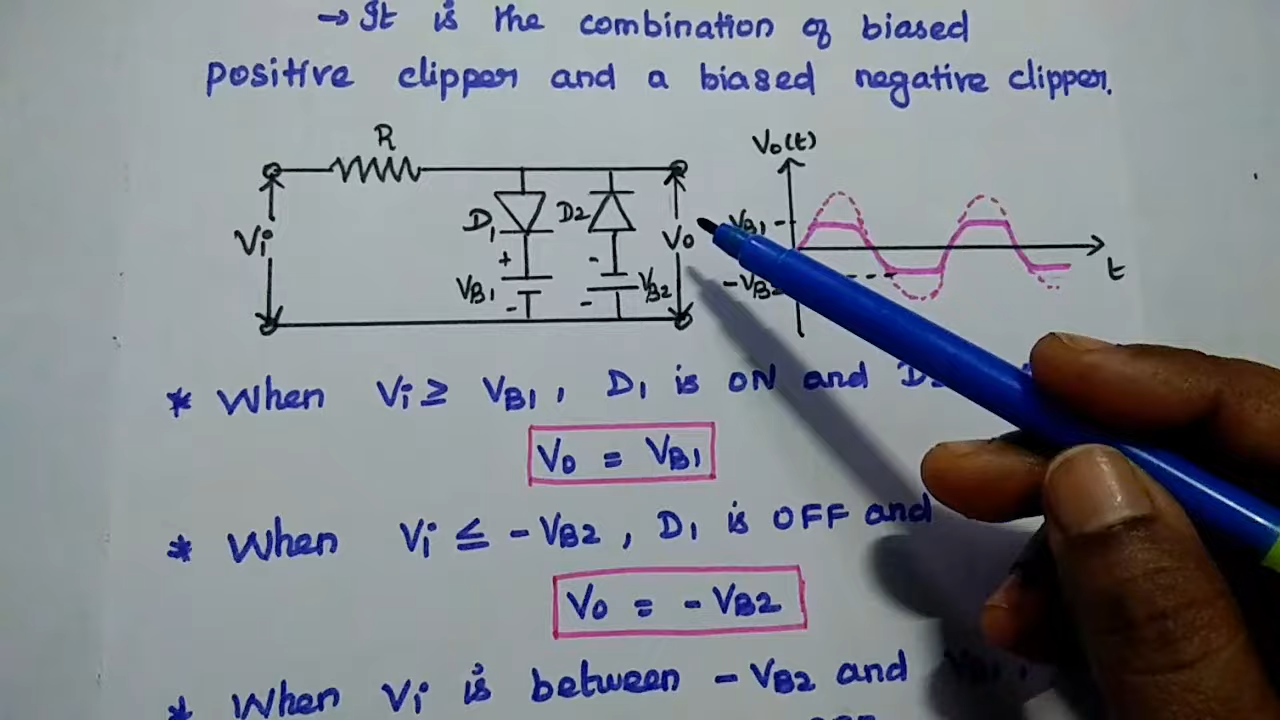 → It is the combination of biased
positive clipper and a biased negative clipper.
R
Vi
D1
+
VB1
-
D2
-
VB2
-
Vo
Vo(t)
VB1
-VB2
t
* When Vi ≥ VB1, D1 is ON and
Vo = VB1
* When Vi ≤ -VB2, D1 is OFF and
Vo = -VB2
* When Vi is between -VB2 and VB1,